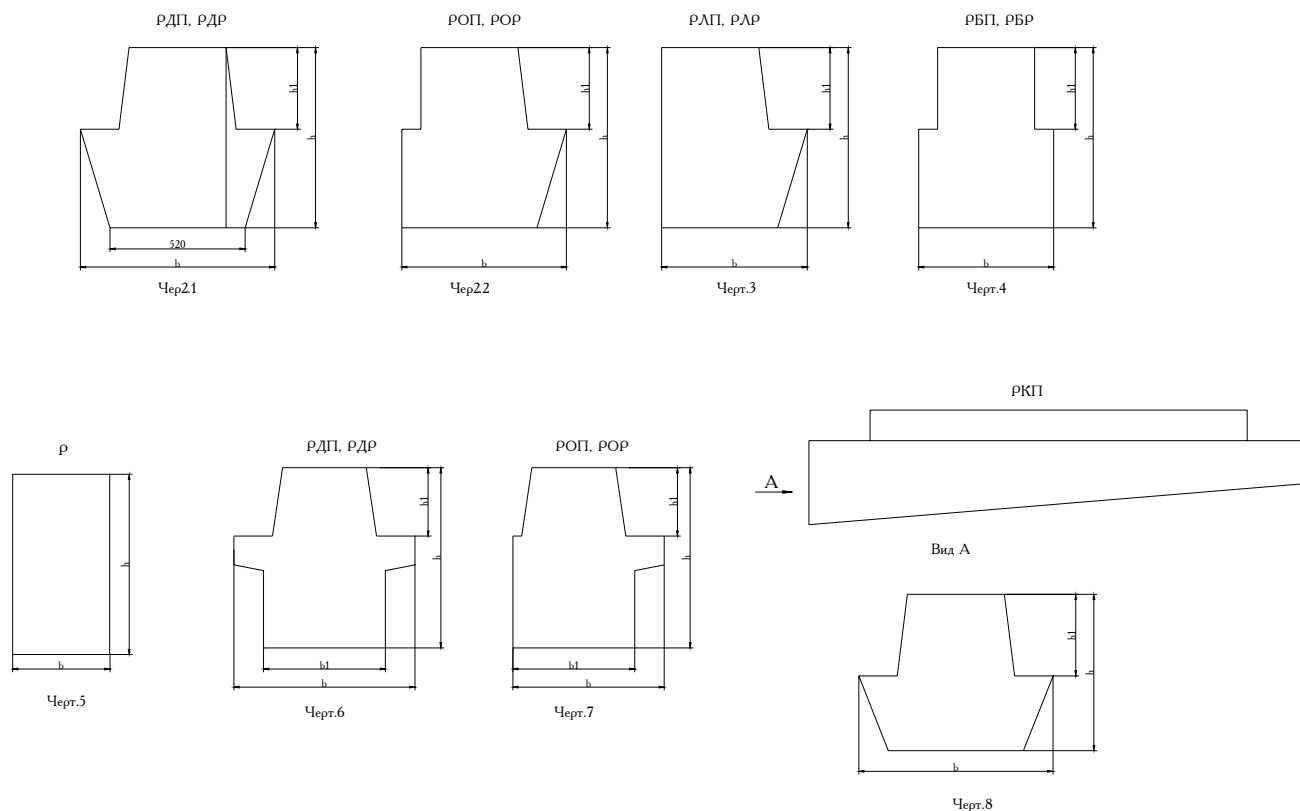 РДП, РДР
РОП, РОР
РЛП, РЛР
РБП, РБР
h1
h
h1
h
h1
h
h1
h
520
b
b
b
b
Чер2.1
Чер2.2
Черт.3
Черт.4
Р
РДП, РДР
РОП, РОР
РКП
А
h
h1
h
h1
h
Вид А
b
b1
b
b1
b
h1
h
b
Черт.5
Черт.6
Черт.7
Черт.8